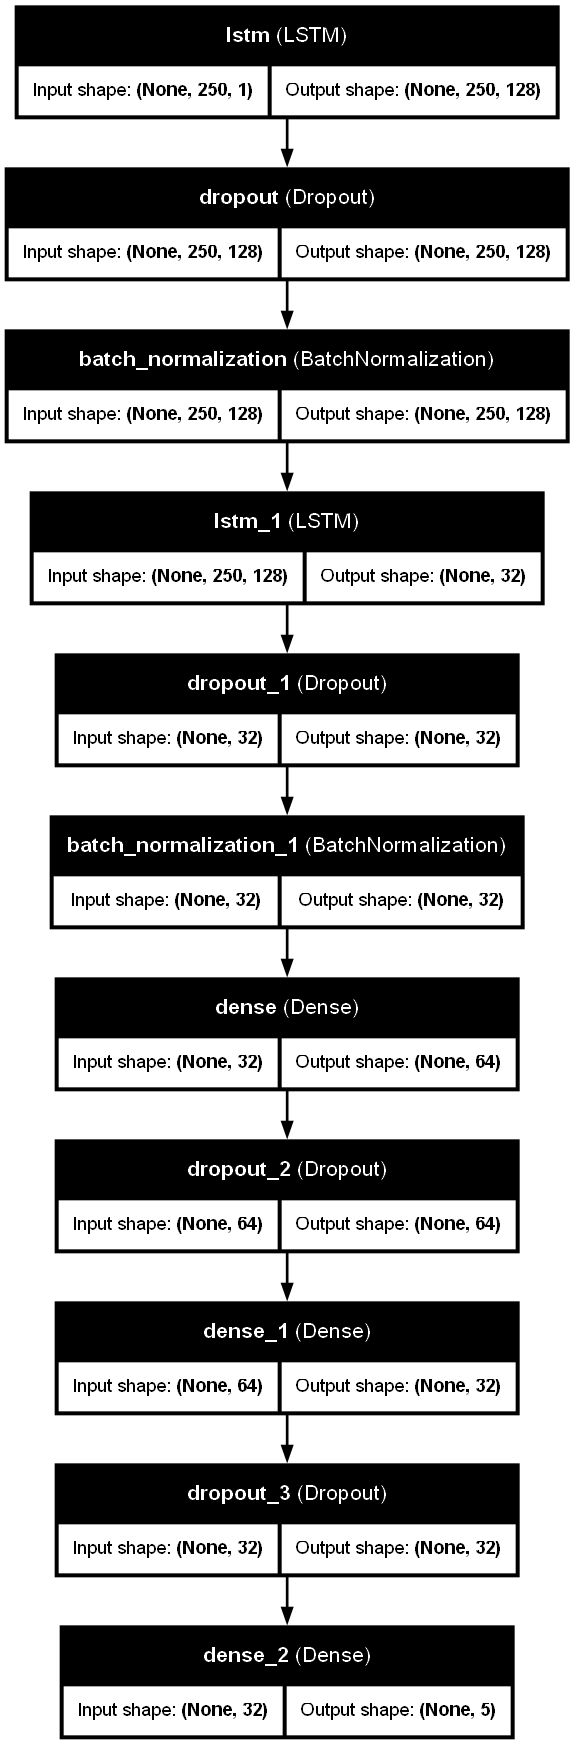 lstm (LSTM)
Input shape: (None, 250, 1) Output shape: (None, 250, 128)
dropout (Dropout)
Input shape: (None, 250, 128) Output shape: (None, 250, 128)
batch_normalization (BatchNormalization)
Input shape: (None, 250, 128) Output shape: (None, 250, 128)
lstm_1 (LSTM)
Input shape: (None, 250, 128) Output shape: (None, 32)
dropout_1 (Dropout)
Input shape: (None, 32) Output shape: (None, 32)
batch_normalization_1 (BatchNormalization)
Input shape: (None, 32) Output shape: (None, 32)
dense (Dense)
Input shape: (None, 32) Output shape: (None, 64)
dropout_2 (Dropout)
Input shape: (None, 64) Output shape: (None, 64)
dense_1 (Dense)
Input shape: (None, 64) Output shape: (None, 32)
dropout_3 (Dropout)
Input shape: (None, 32) Output shape: (None, 32)
dense_2 (Dense)
Input shape: (None, 32) Output shape: (None, 5)